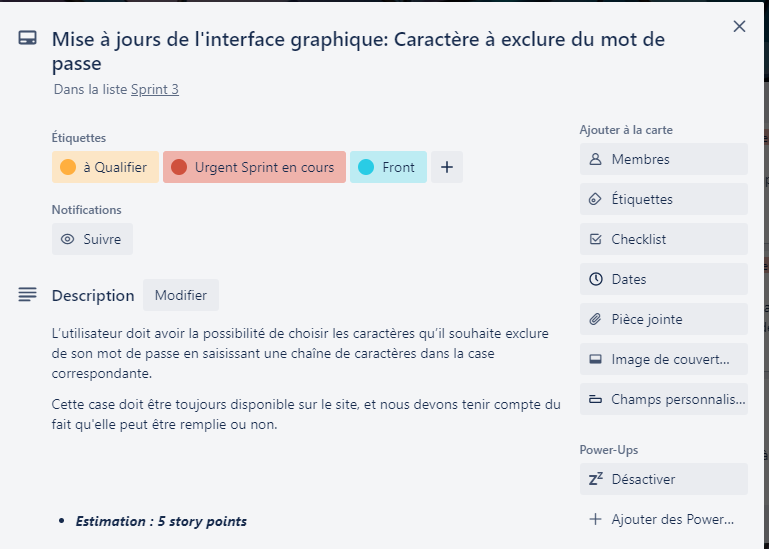 Mise à jours de l'interface graphique: Caractère à exclure du mot de
passe
Dans la liste Sprint 3
Étiquettes
à Qualifier
Urgent Sprint en cours
Front
Notifications
Suivre
Description
Modifier
L'utilisateur doit avoir la possibilité de choisir les caractères qu'il souhaite exclure
de son mot de passe en saisissant une chaîne de caractères dans la case
correspondante.
Cette case doit être toujours disponible sur le site, et nous devons tenir compte du
fait qu'elle peut être remplie ou non.
• Estimation : 5 story points
Ajouter à la carte
Membres
Étiquettes
Checklist
Dates
Pièce jointe
Image de couvert...
Champs personnalis...
Power-Ups
Désactiver
Ajouter des Power...